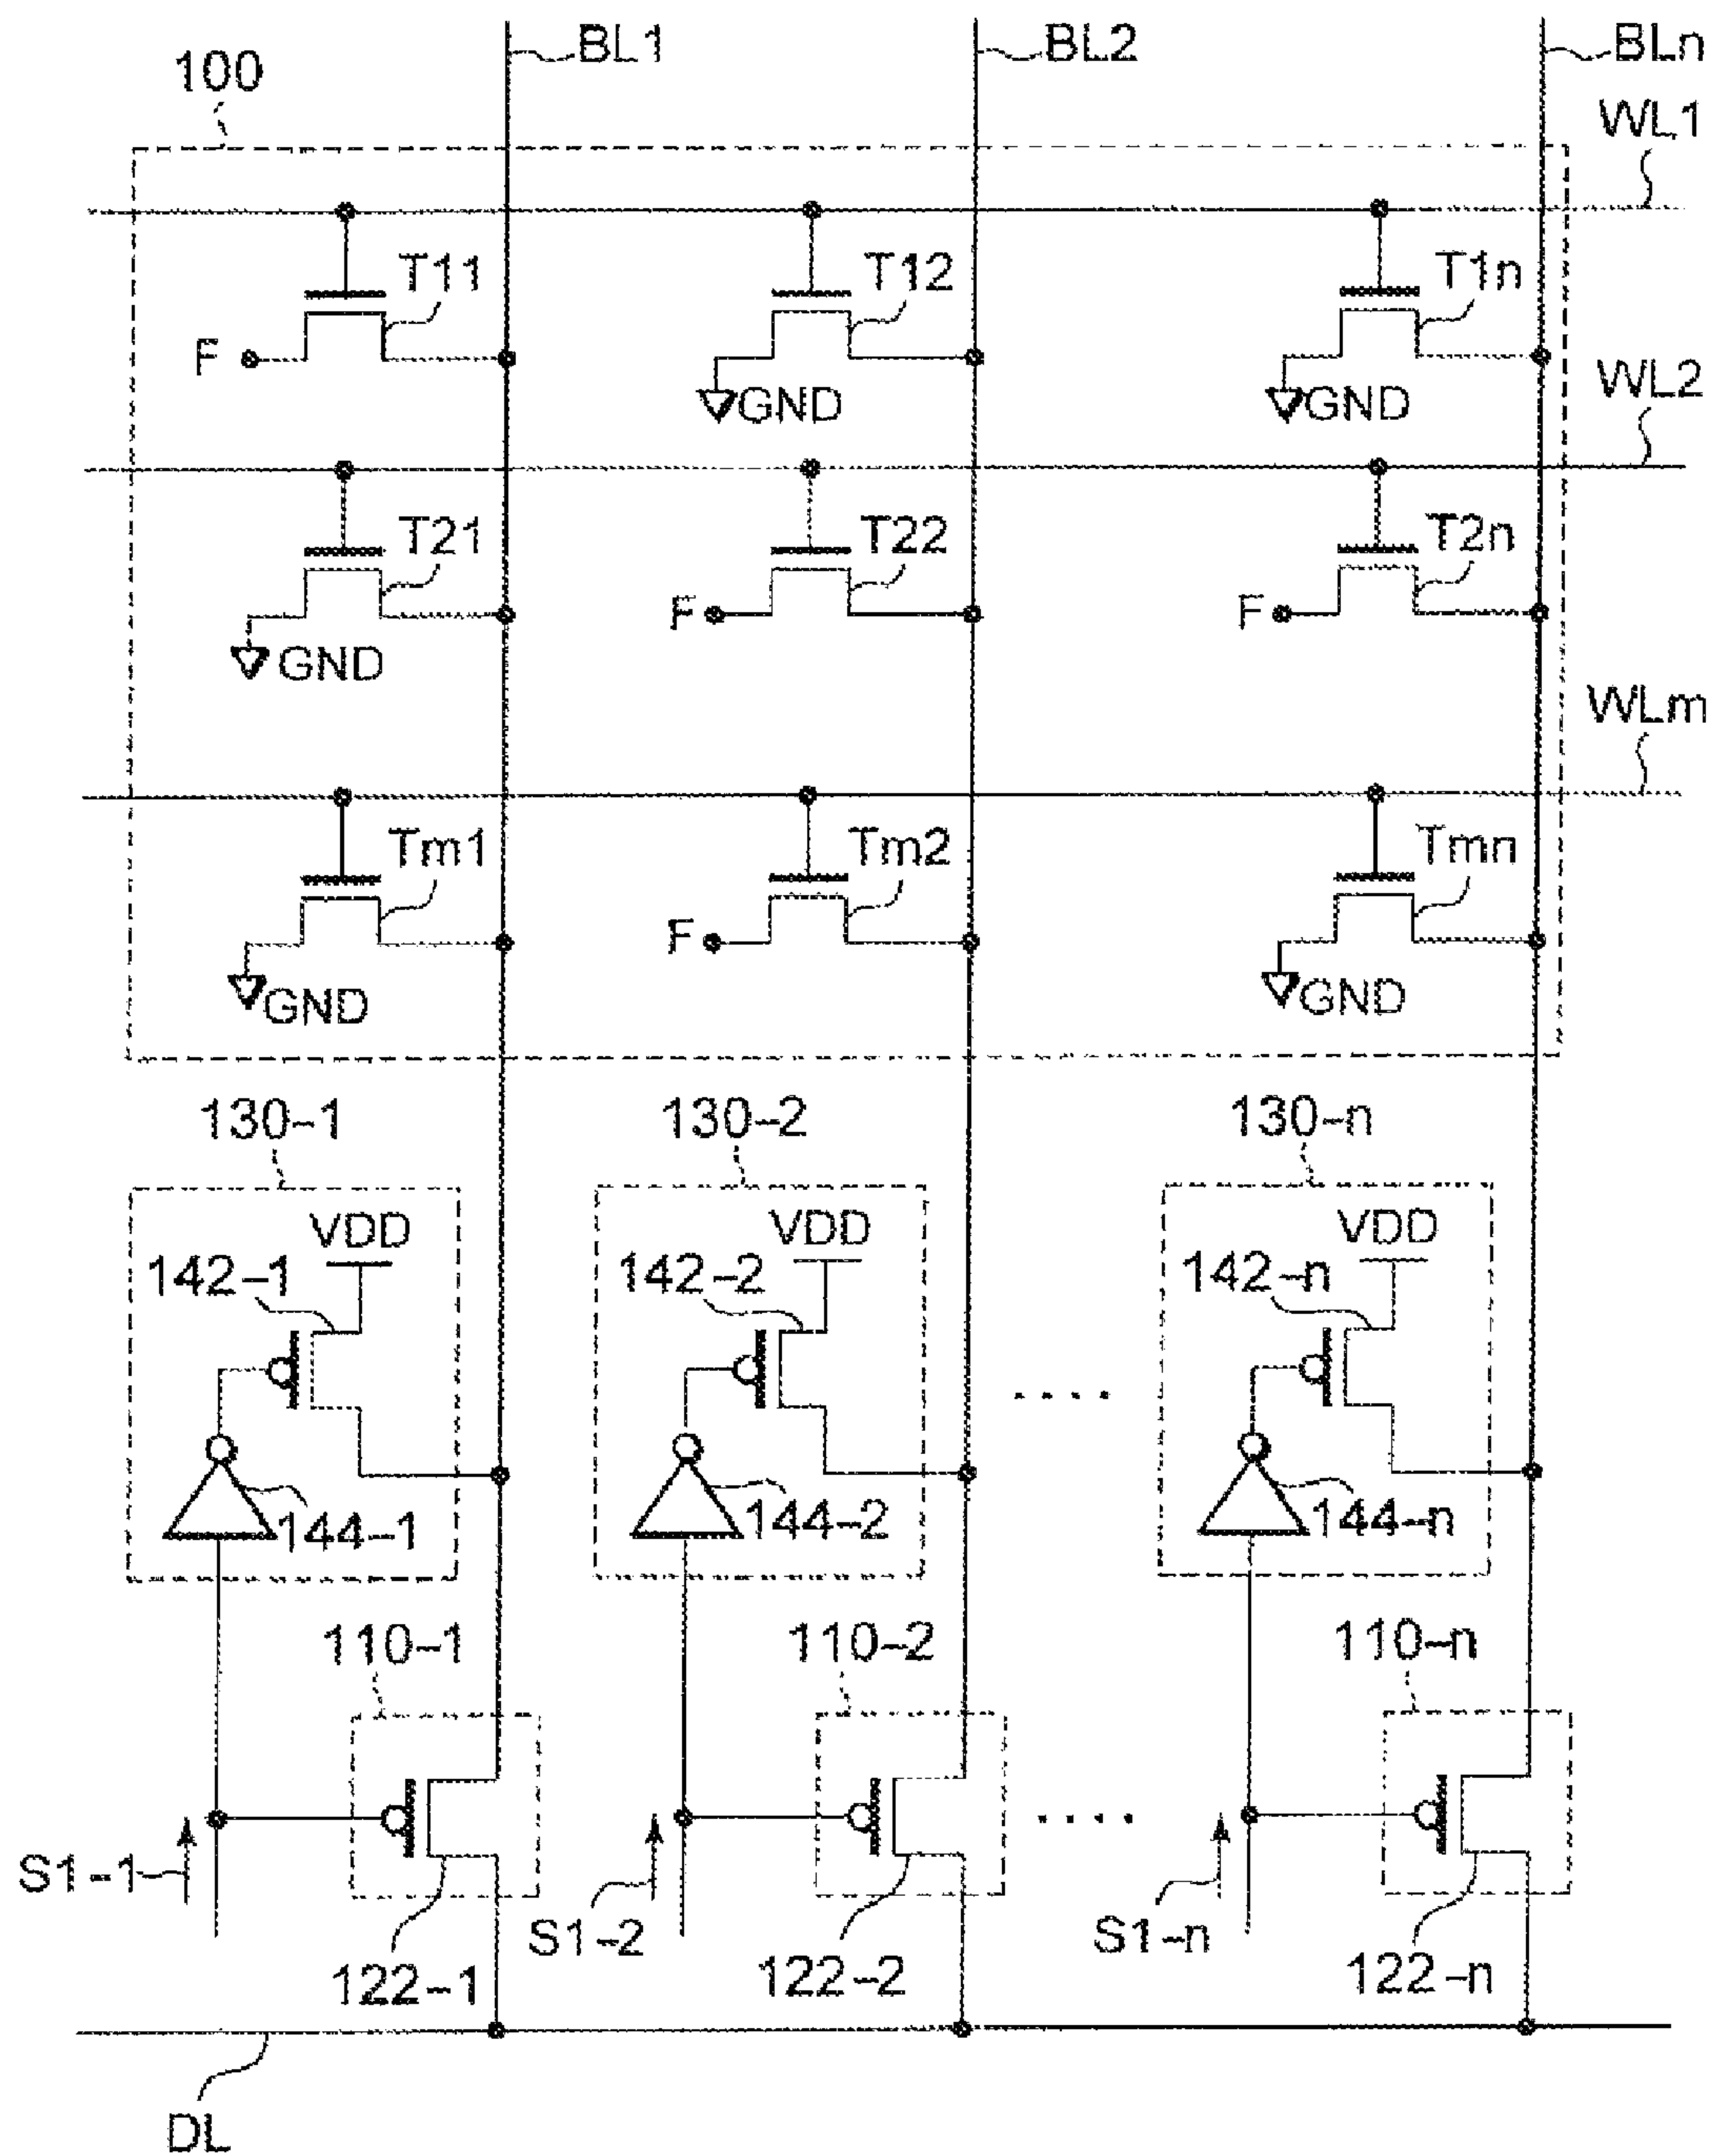 BL1 BL2 BLn
100
WL1
T11 T12 T1n
F GND GND
WL2
T21 T22 T2n
GND F F
WLm
Tm1 Tm2 Tmn
GND F GND
130-1 130-2 130-n
VDD VDD VDD
142-1 142-2 142-n
144-1 144-2 144-n
110-1 110-2 110-n
S1-1 S1-2 S1-n
122-1 122-2 122-n
DL